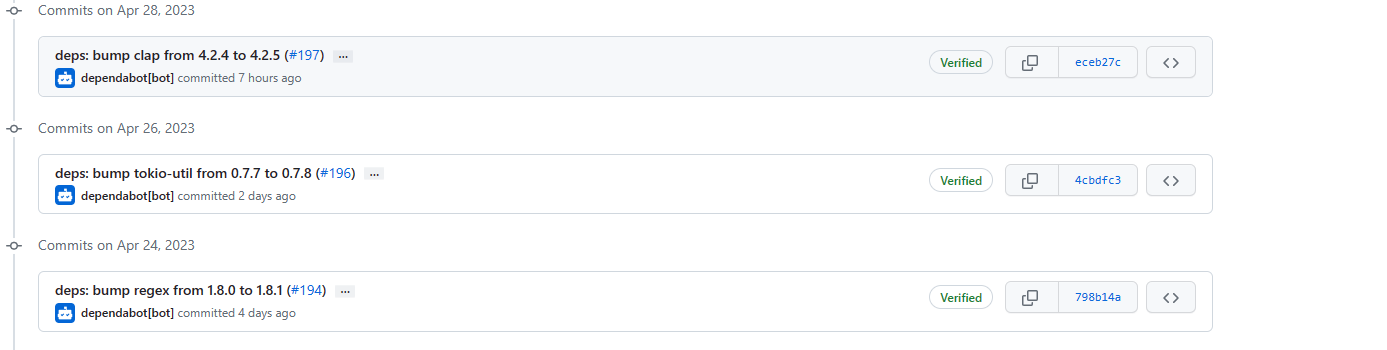 Commits on Apr 28, 2023
deps: bump clap from 4.2.4 to 4.2.5 (#197) ...
Verified
eceb27c
dependabot[bot] committed 7 hours ago
Commits on Apr 26, 2023
deps: bump tokio-util from 0.7.7 to 0.7.8 (#196) ...
Verified
4cbdfc3
dependabot[bot] committed 2 days ago
Commits on Apr 24, 2023
deps: bump regex from 1.8.0 to 1.8.1 (#194) ...
Verified
798b14a
dependabot[bot] committed 4 days ago